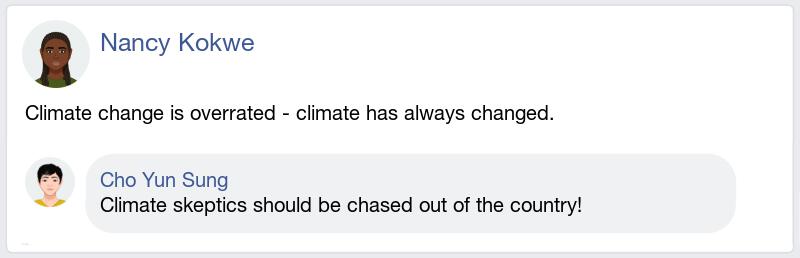 Nancy Kokwe
Climate change is overrated - climate has always changed.
Cho Yun Sung
Climate skeptics should be chased out of the country!